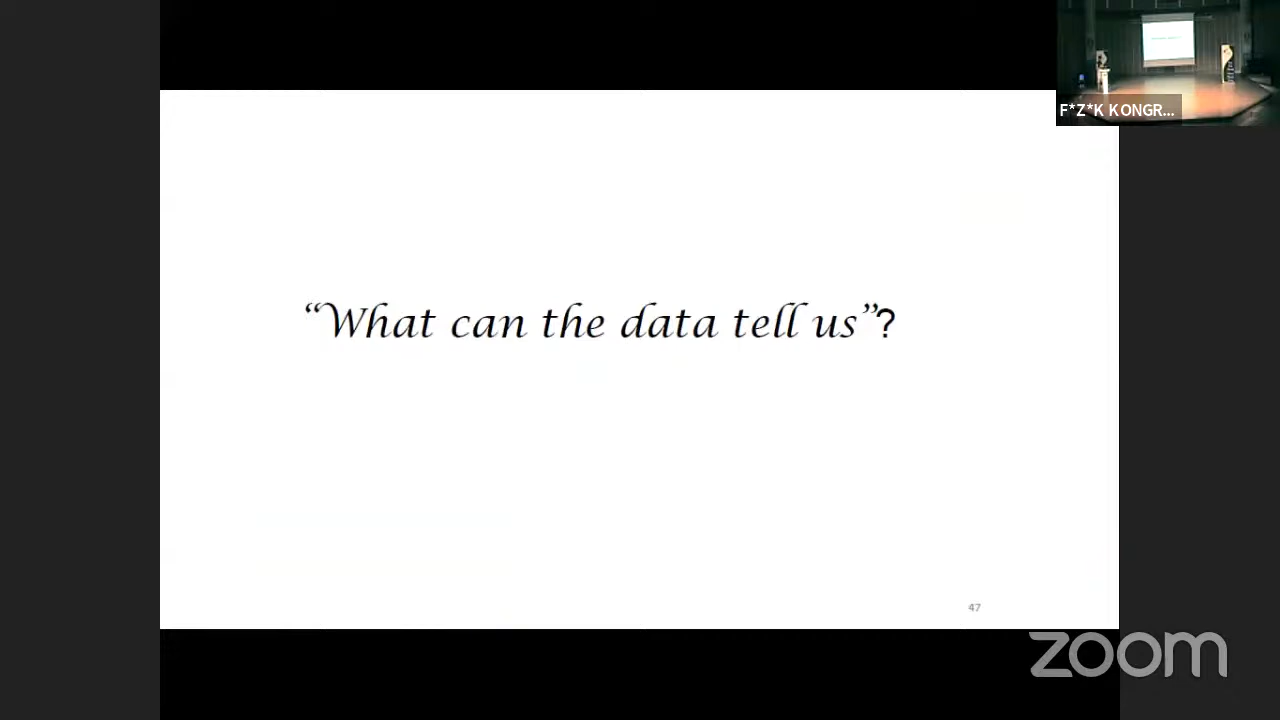 F*Z*K KONGR...
“What can the data tell us”?
47
zoom